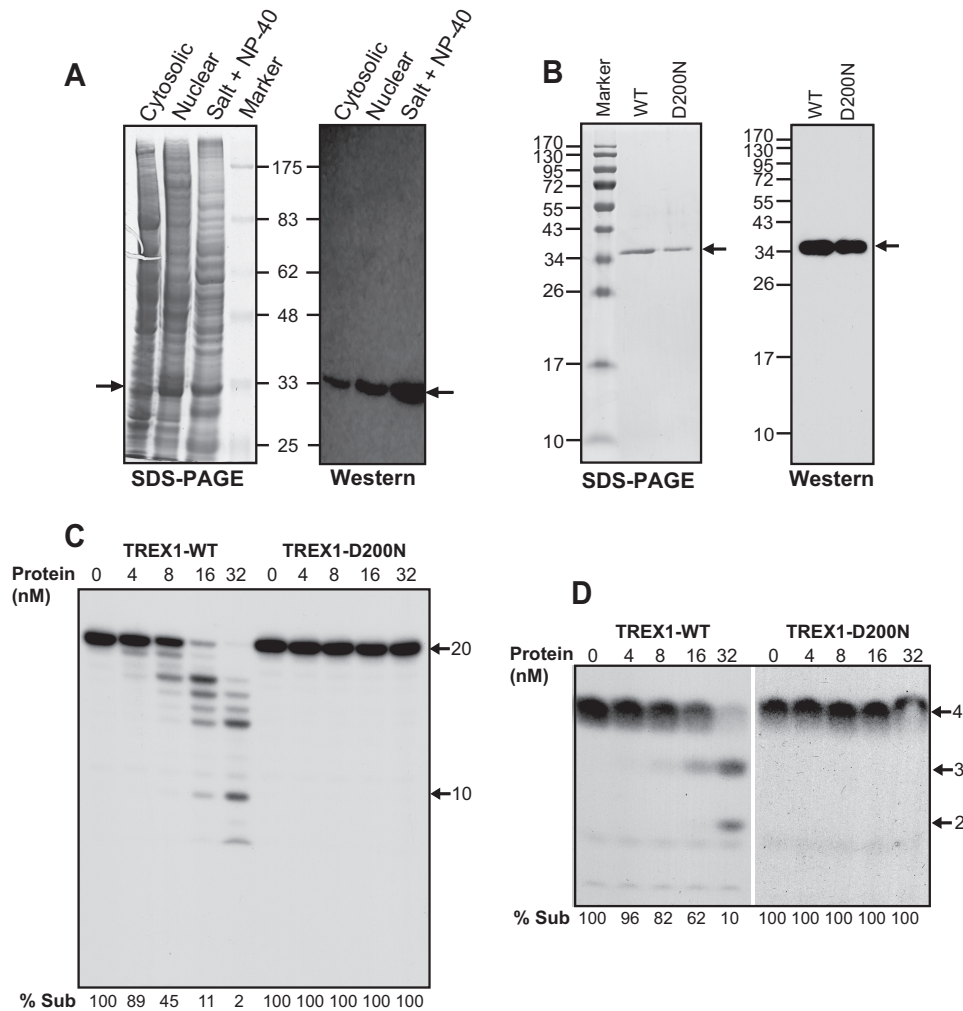 A
Cytosolic
Nuclear
Salt + NP-40
Marker
Cytosolic
Nuclear
Salt + NP-40
175
83
62
48
33
25
SDS-PAGE
Western
B
Marker
WT
D200N
WT
D200N
170
130
95
72
55
43
34
26
17
10
170
130
95
72
55
43
34
26
17
10
SDS-PAGE
Western
C
TREX1-WT TREX1-D200N
Protein (nM) 0 4 8 16 32 0 4 8 16 32
20
10
% Sub 100 89 45 11 2 100 100 100 100 100
D
TREX1-WT TREX1-D200N
Protein (nM) 0 4 8 16 32 0 4 8 16 32
4
3
2
% Sub 100 96 82 62 10 100 100 100 100 100